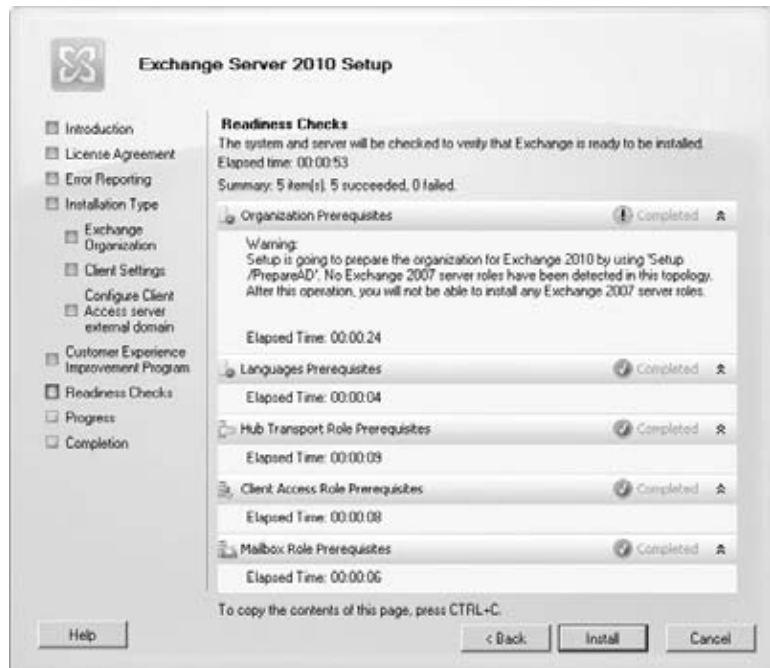 Exchange Server 2010 Setup
Introduction
License Agreement
Error Reporting
Installation Type
Exchange
Organization
Client Settings
Configure Client
Access server
external domain
Customer Experience
Improvement Program
Readiness Checks
Progress
Completion
Readiness Checks
The system and server will be checked to verify that Exchange is ready to be installed.
Elapsed time: 00:00:53
Summary: 5 item(s). 5 succeeded, 0 failed.
Organization Prerequisites Completed
Warning:
Setup is going to prepare the organization for Exchange 2010 by using 'Setup
/PrepareAD'. No Exchange 2007 server roles have been detected in this topology.
After this operation, you will not be able to install any Exchange 2007 server roles.
Elapsed Time: 00:00:24
Languages Prerequisites Completed
Elapsed Time: 00:00:04
Hub Transport Role Prerequisites Completed
Elapsed Time: 00:00:09
Client Access Role Prerequisites Completed
Elapsed Time: 00:00:08
Mailbox Role Prerequisites Completed
Elapsed Time: 00:00:06
To copy the contents of this page, press CTRL+C.
Help < Back Install Cancel